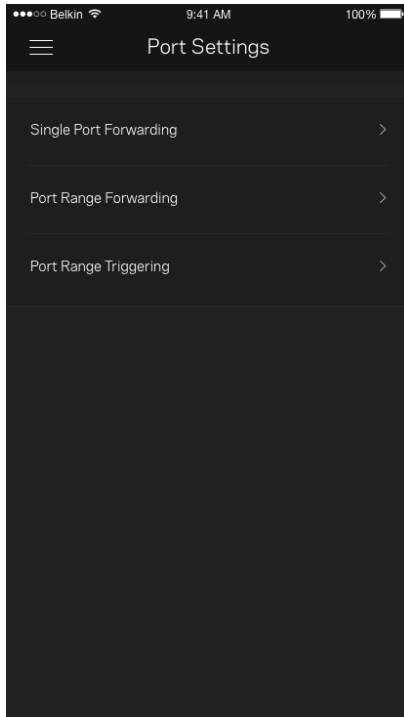 Belkin 9:41 AM 100%
Port Settings
Single Port Forwarding
Port Range Forwarding
Port Range Triggering